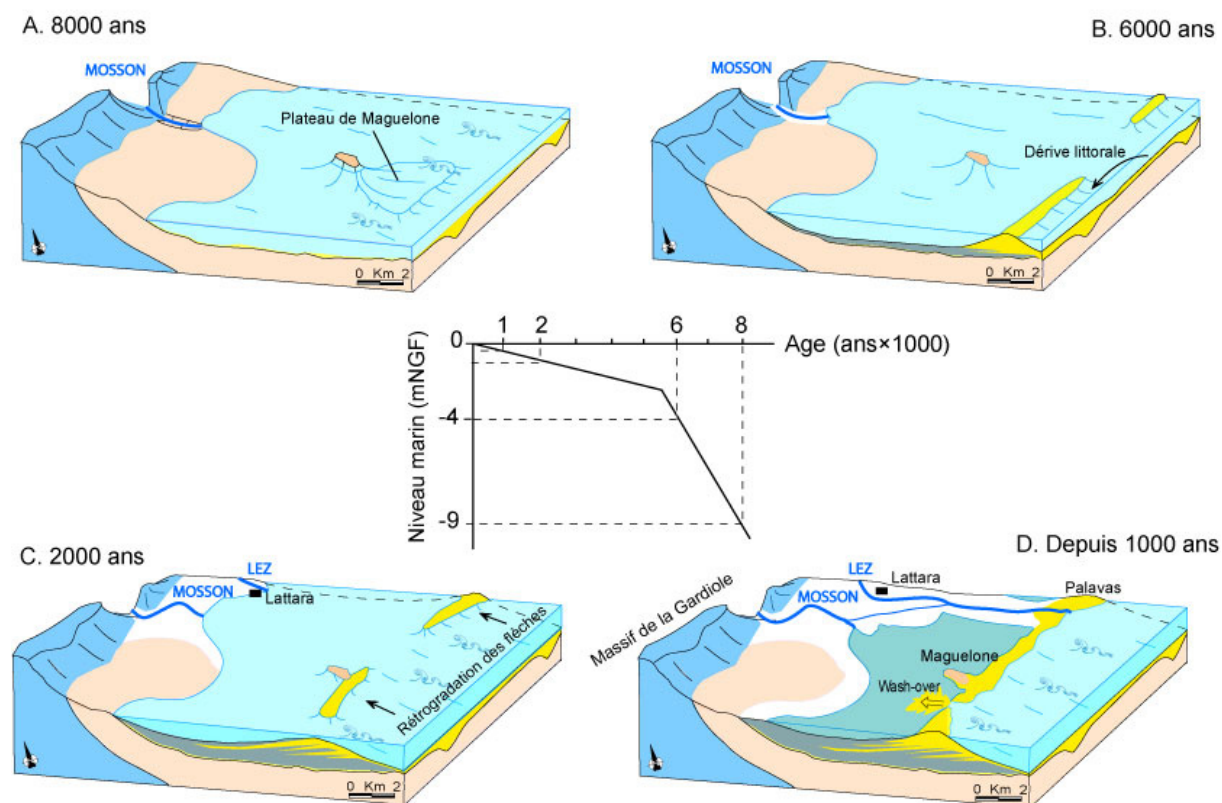 A. 8000 ans
MOSSON
Plateau de Maguelone
0 Km 2
B. 6000 ans
MOSSON
Dérive littorale
0 Km 2
1 2 6 8
0
Age (ans×1000)
-4
-9
Niveau marin (mNGF)
C. 2000 ans
LEZ
MOSSON
Lattara
Rétrogradation des flèches
0 Km 2
D. Depuis 1000 ans
LEZ
Lattara
Palavas
MOSSON
Massif de la Gardiole
Maguelone
Wash-over
0 Km 2